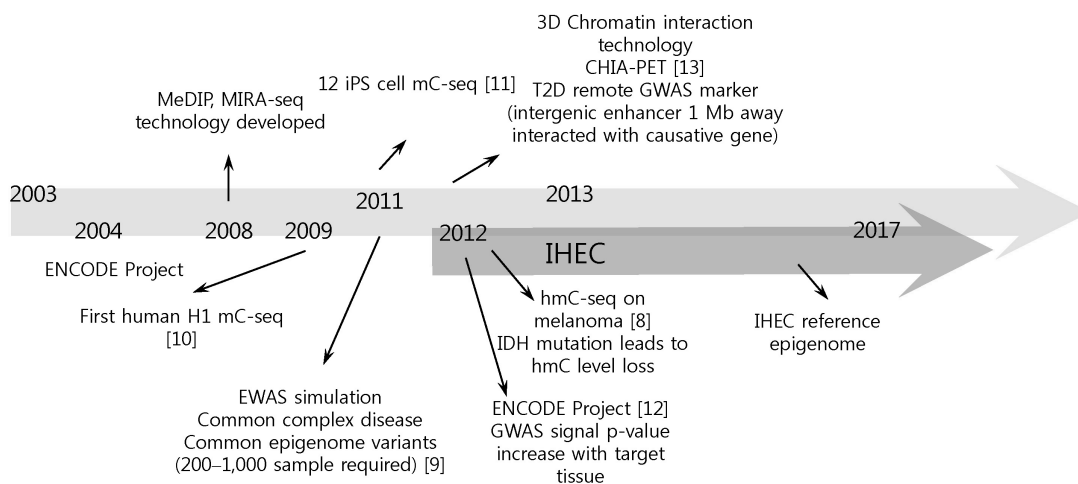 3D Chromatin interaction
technology
CHIA-PET [13]
T2D remote GWAS marker
(intergenic enhancer 1 Mb away
interacted with causative gene)
12 iPS cell mC-seq [11]
MeDIP, MIRA-seq
technology developed
2003
2004
2008
2009
2011
2012
2013
2017
IHEC
ENCODE Project
First human H1 mC-seq
[10]
EWAS simulation
Common complex disease
Common epigenome variants
(200–1,000 sample required) [9]
hmC-seq on
melanoma [8]
IDH mutation leads to
hmC level loss
ENCODE Project [12]
GWAS signal p-value
increase with target
tissue
IHEC reference
epigenome